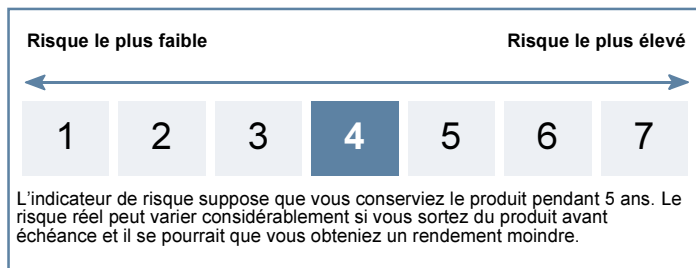 Risque le plus faible Risque le plus élevé
1 2 3 4 5 6 7
L'indicateur de risque suppose que vous conserviez le produit pendant 5 ans. Le
risque réel peut varier considérablement si vous sortez du produit avant
échéance et il se pourrait que vous obteniez un rendement moindre.